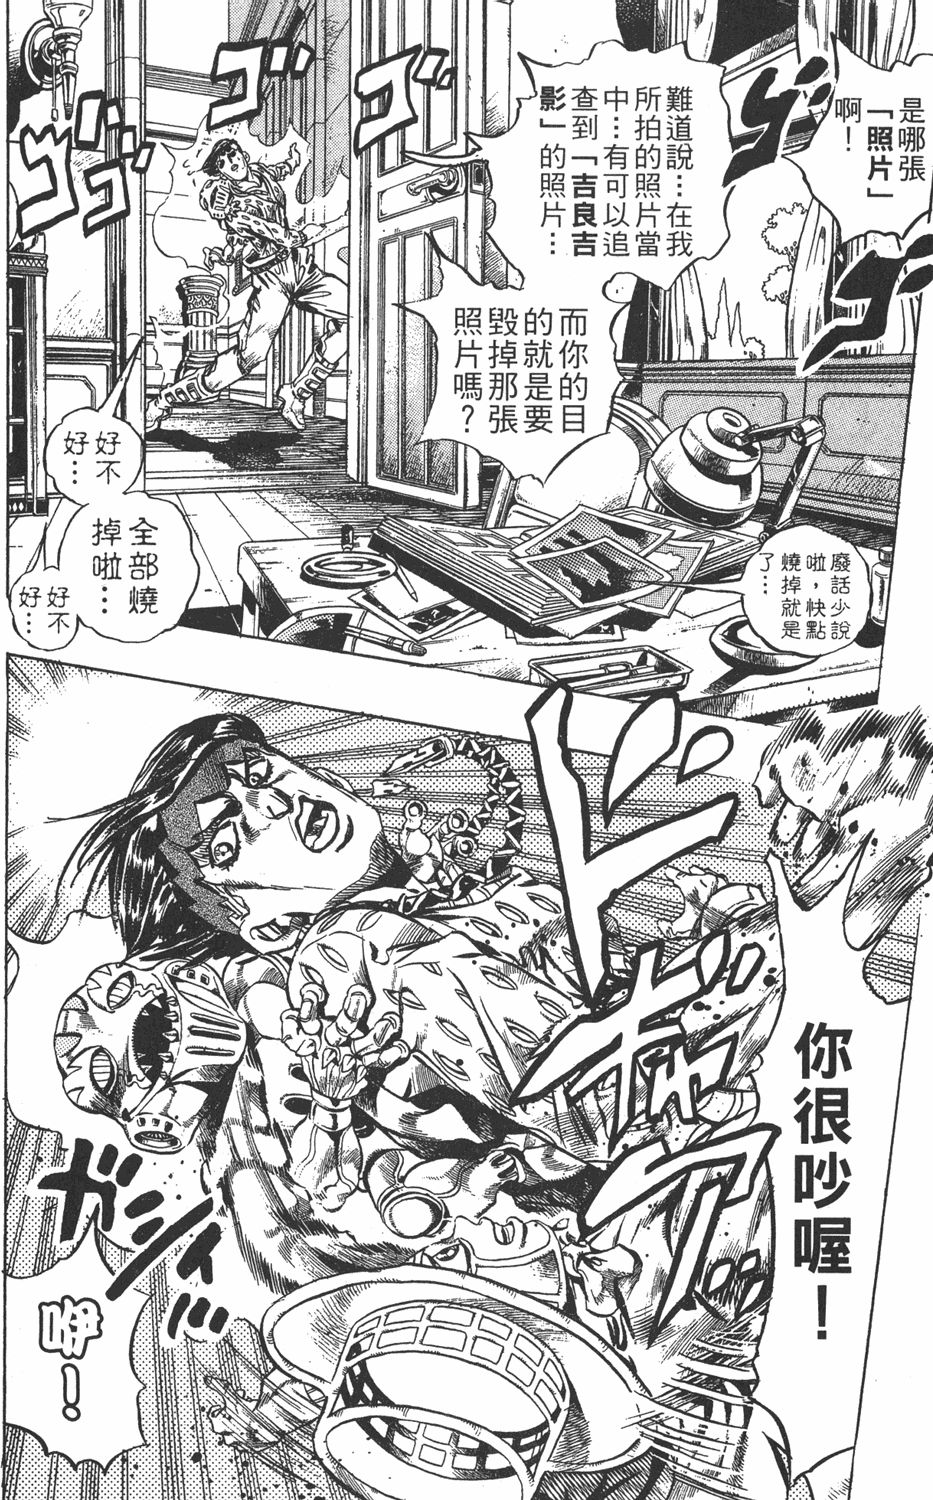 是哪張
「照片」
啊！
難道說…在我
所拍的照片當
中…有可以追
查到「吉良吉
影」的照片…
而你的目
的就是要
毀掉那張
照片嗎？
ゴゴ
ゴ
ゴ
ゴ
ゴ
ゴゴ
廢話少說
啦，快點
燒掉就是
了…
好不
好…
全部燒
掉啦…
好不
好…
你很吵喔！
ドギャァ
ガシィ